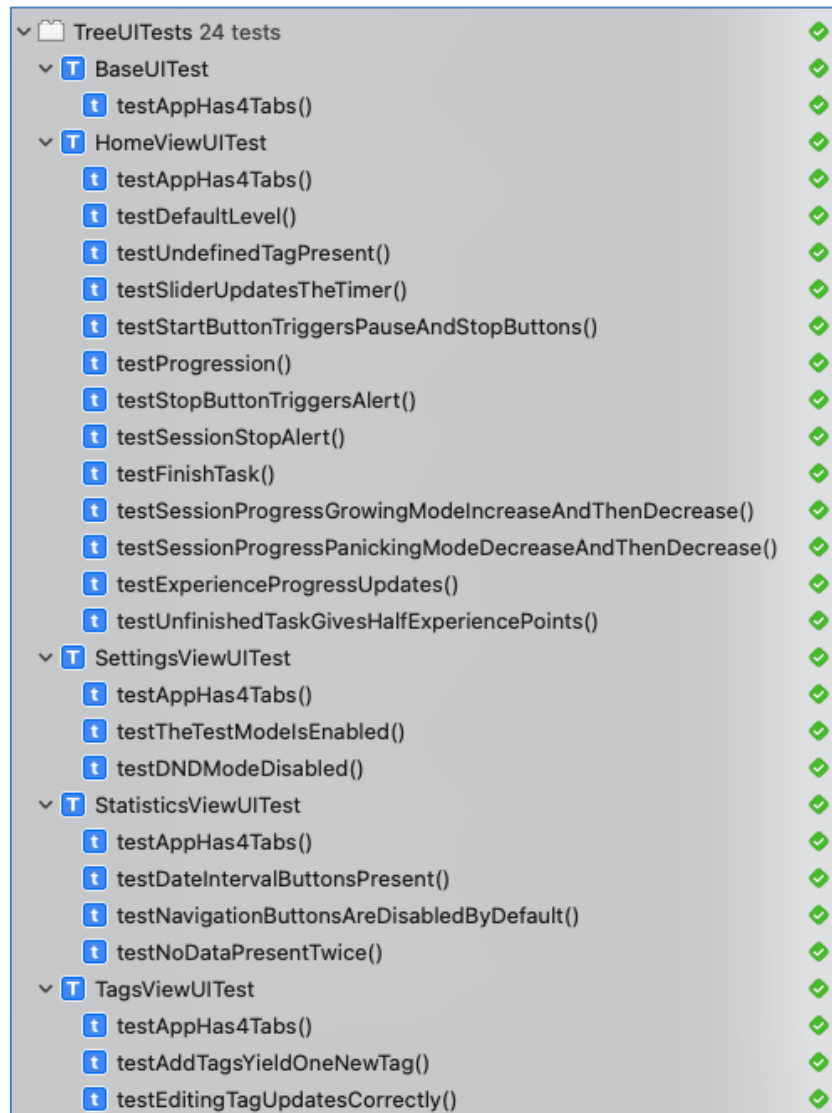 TreeUITests 24 tests
T BaseUITest
t testAppHas4Tabs()
T HomeViewUITest
t testAppHas4Tabs()
t testDefaultLevel()
t testUndefinedTagPresent()
t testSliderUpdatesTheTimer()
t testStartButtonTriggersPauseAndStopButtons()
t testProgression()
t testStopButtonTriggersAlert()
t testSessionStopAlert()
t testFinishTask()
t testSessionProgressGrowingModeIncreaseAndThenDecrease()
t testSessionProgressPanickingModeDecreaseAndThenDecrease()
t testExperienceProgressUpdates()
t testUnfinishedTaskGivesHalfExperiencePoints()
T SettingsViewUITest
t testAppHas4Tabs()
t testTheTestModeIsEnabled()
t testDNDModeDisabled()
T StatisticsViewUITest
t testAppHas4Tabs()
t testDateIntervalButtonsPresent()
t testNavigationButtonsAreDisabledByDefault()
t testNoDataPresentTwice()
T TagsViewUITest
t testAppHas4Tabs()
t testAddTagsYieldOneNewTag()
t testEditingTagUpdatesCorrectly()